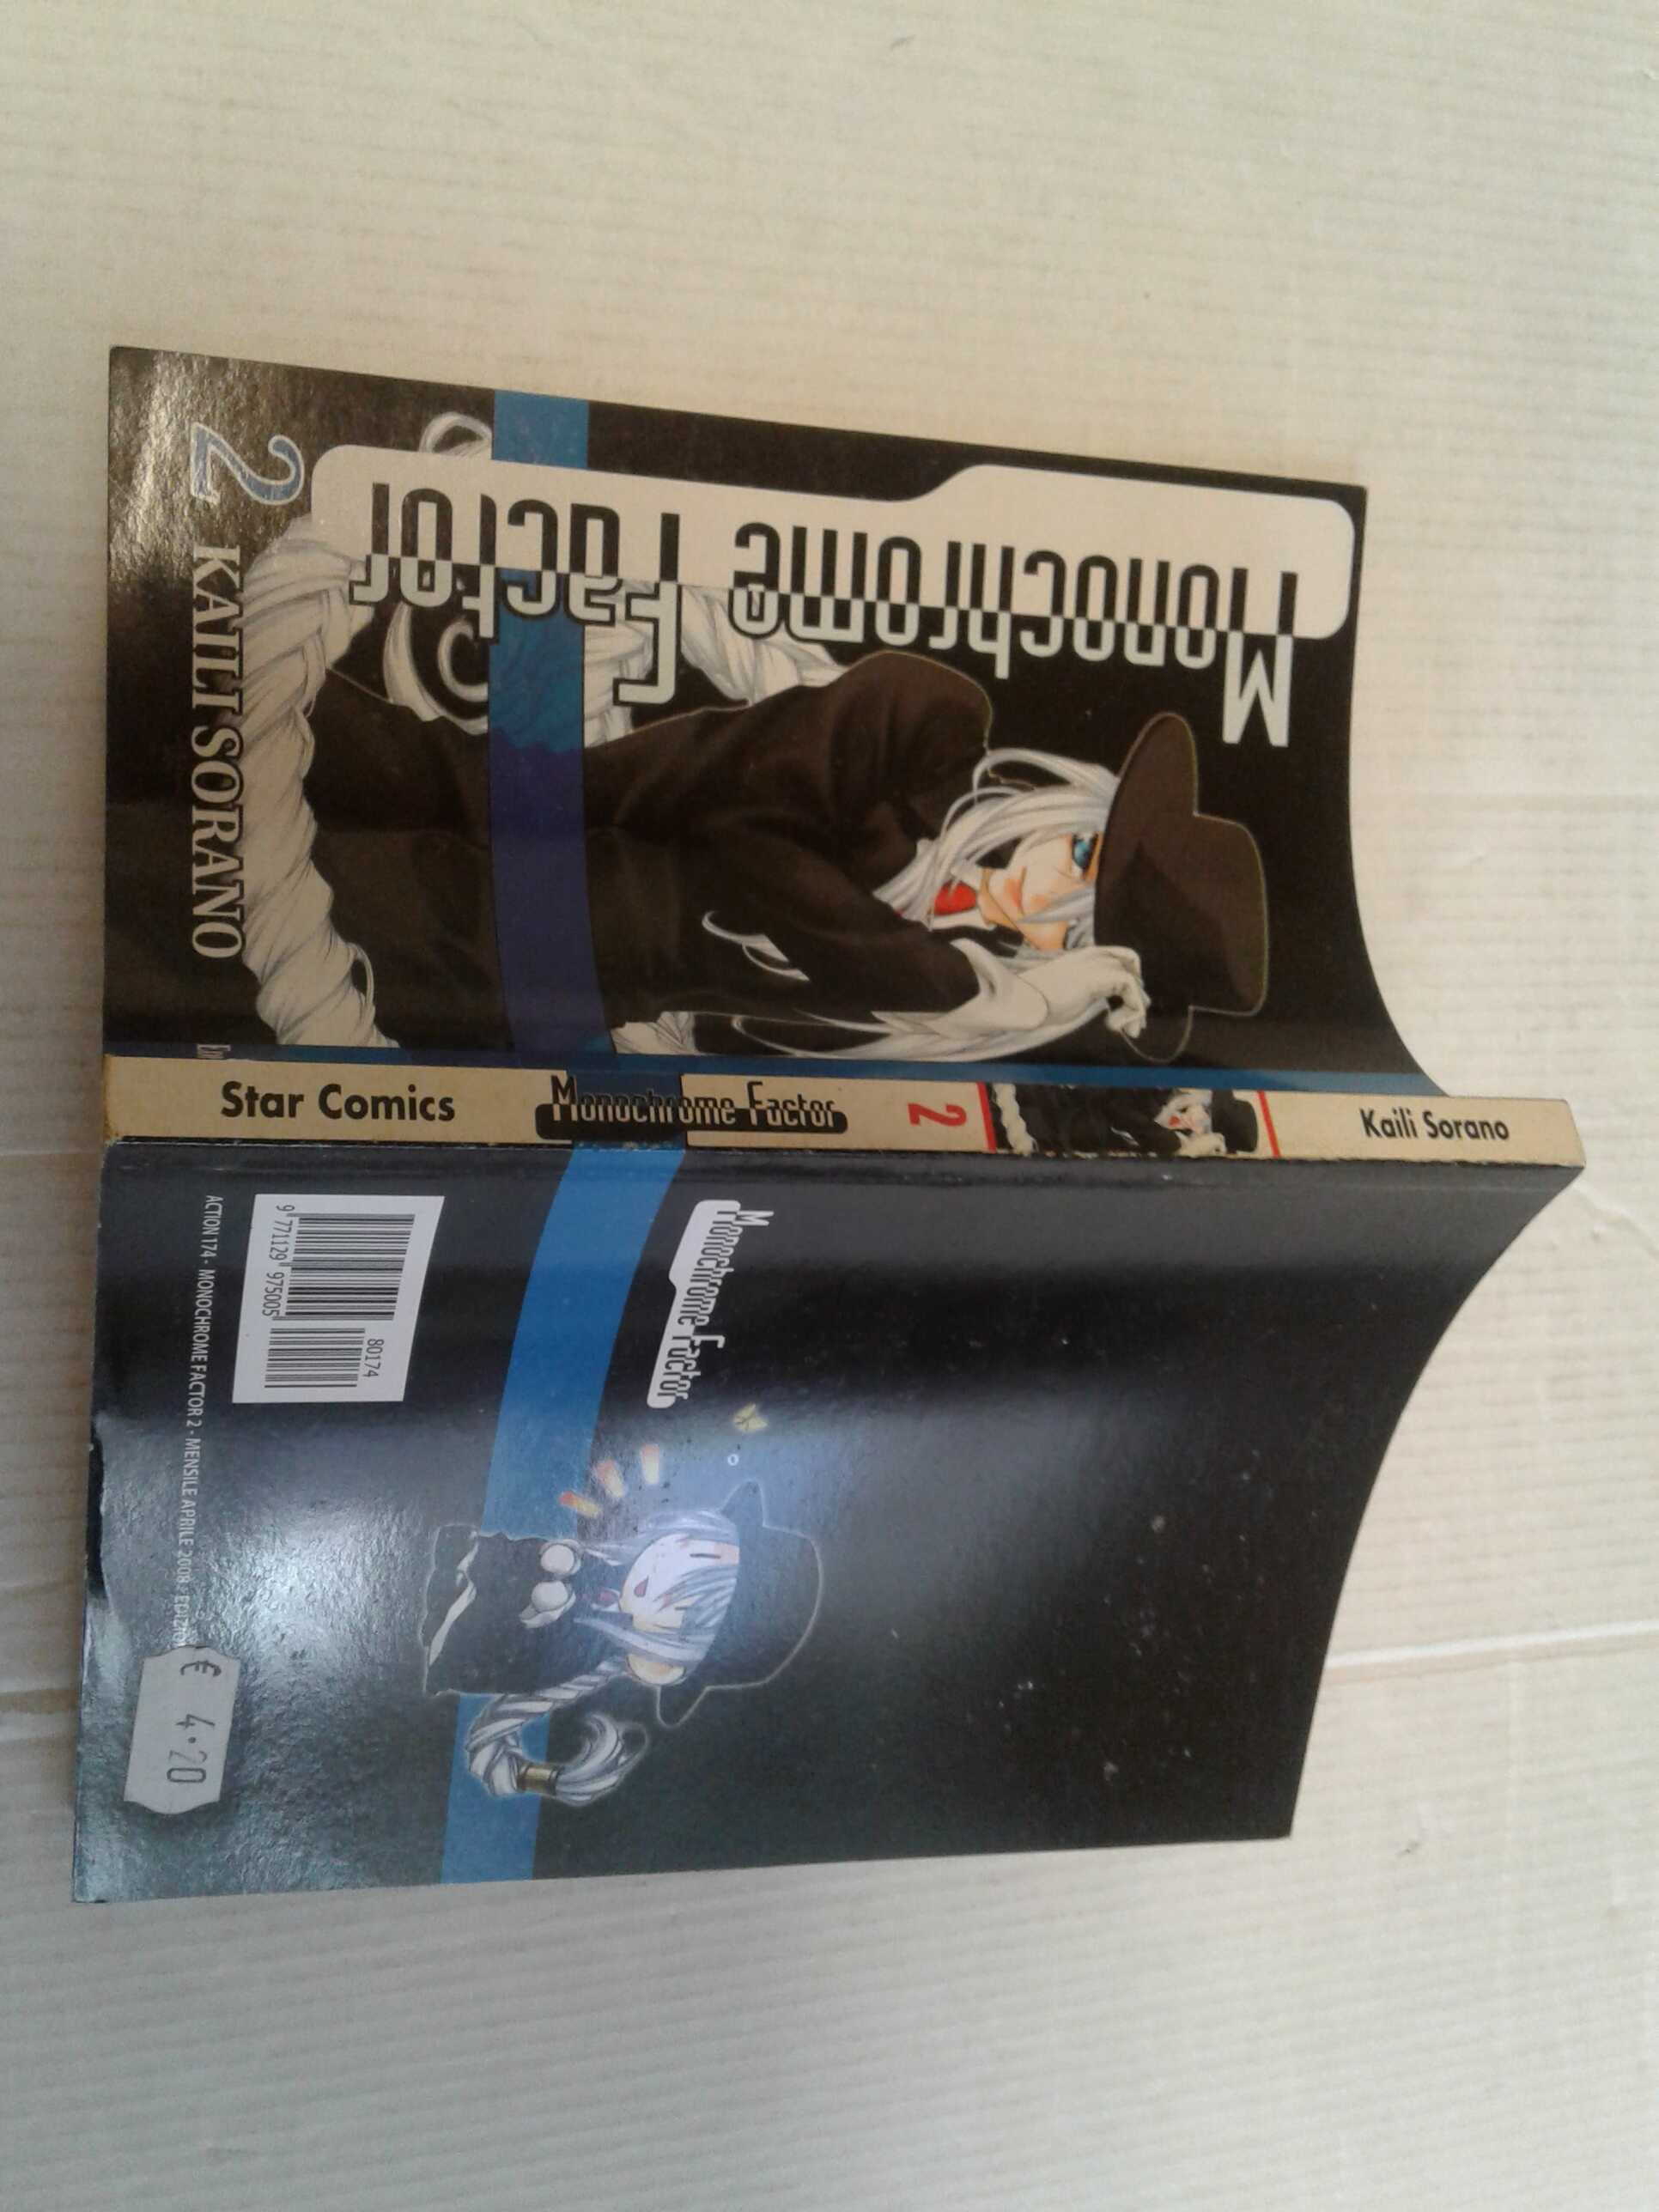 Monochrome
Factor
2 KAILI SORANO
Star Comics
Monochrome Factor
2
Kaili Sorano
Monochrome Factor
9 771129 975005
80174
ACTION 174 - MONOCHROME FACTOR 2 - MENSILE APRILE 2008 -
€ 4.20